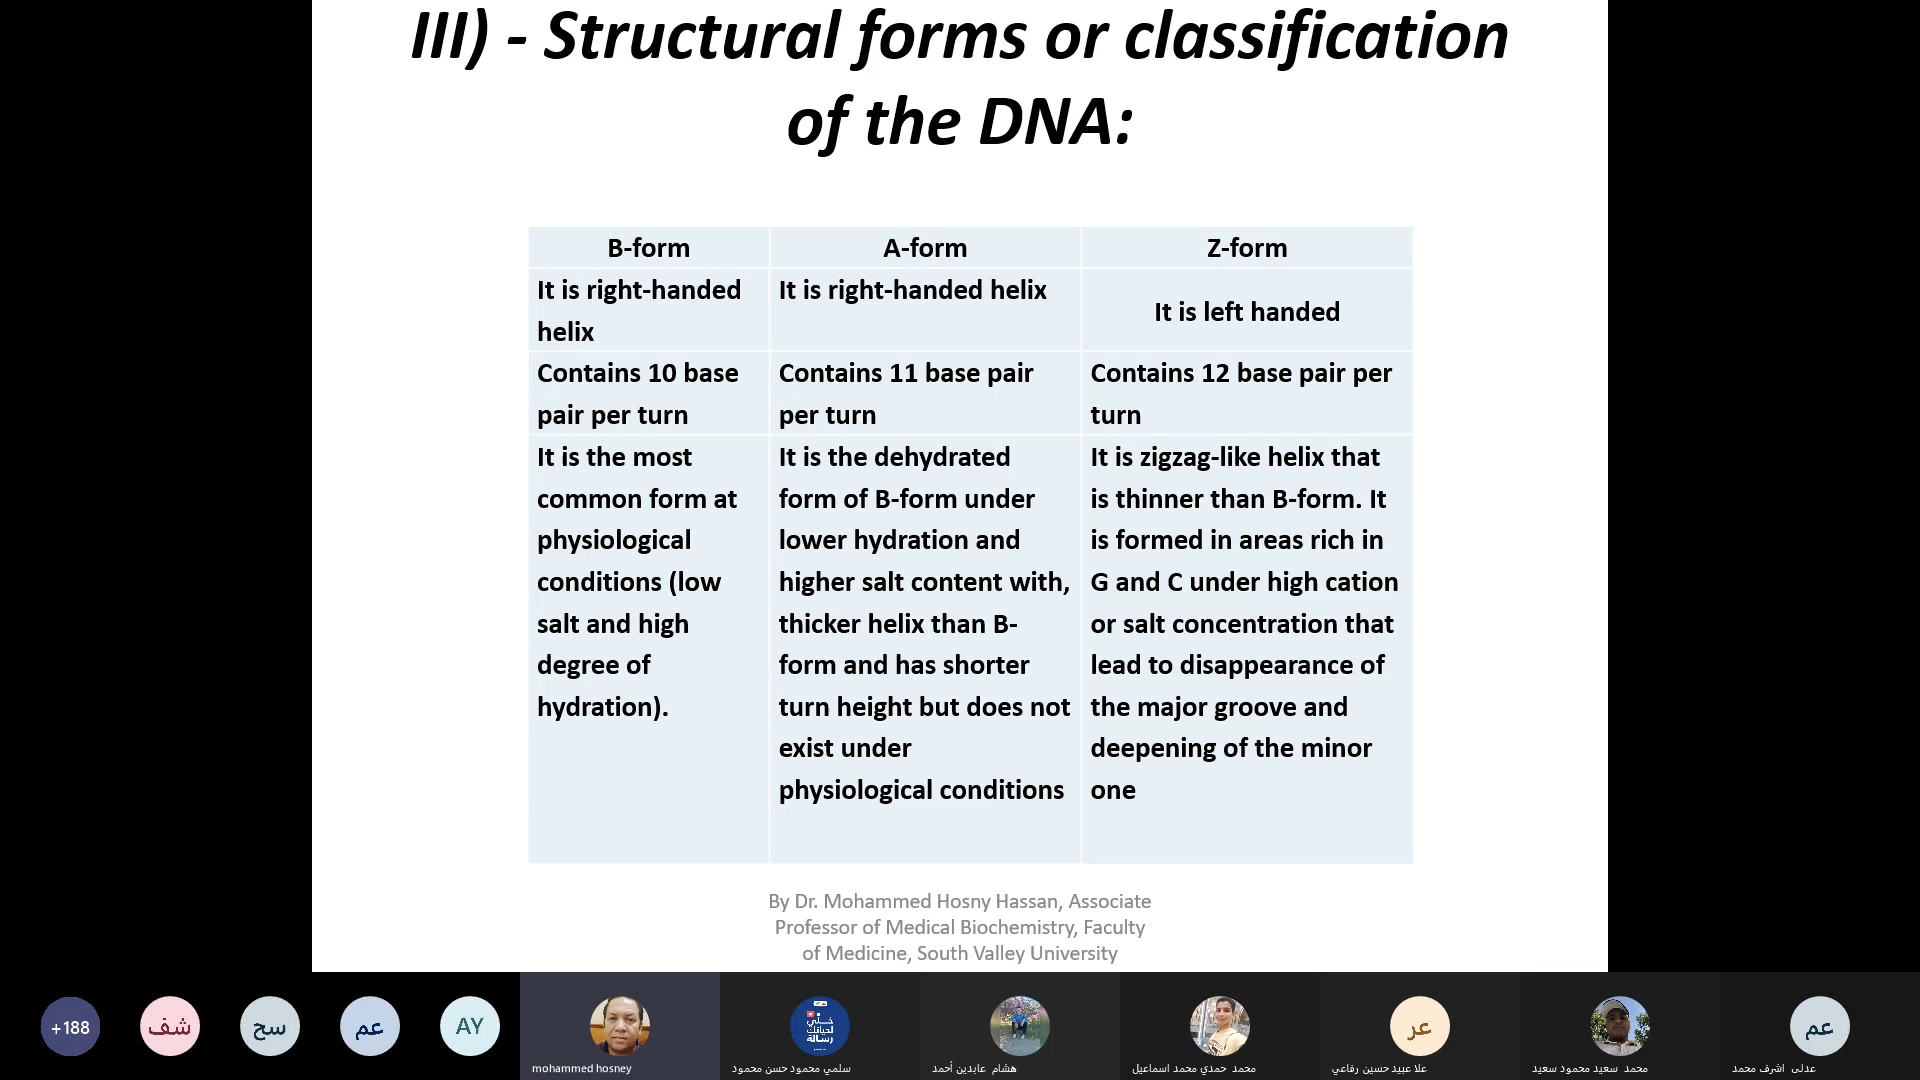 III) - Structural forms or classification
of the DNA:
B-form
A-form
Z-form
It is right-handed
helix
It is right-handed helix
It is left handed
Contains 10 base
pair per turn
Contains 11 base pair
per turn
Contains 12 base pair per
turn
It is the most
common form at
physiological
conditions (low
salt and high
degree of
hydration).
It is the dehydrated
form of B-form under
lower hydration and
higher salt content with,
thicker helix than B-
form and has shorter
turn height but does not
exist under
physiological conditions
It is zigzag-like helix that
is thinner than B-form. It
is formed in areas rich in
G and C under high cation
or salt concentration that
lead to disappearance of
the major groove and
deepening of the minor
one
By Dr. Mohammed Hosny Hassan, Associate
Professor of Medical Biochemistry, Faculty
of Medicine, South Valley University
+188
شف
سح
عم
AY
خلي
لحياتك
رسالة
عر
عم
mohammed hosney
سلمي محمود حسن محمود
هشام عابدين أحمد
محمد حمدي محمد اسماعيل
علا عبيد حسين رفاعي
محمد سعيد محمود سعيد
عدلى اشرف محمد